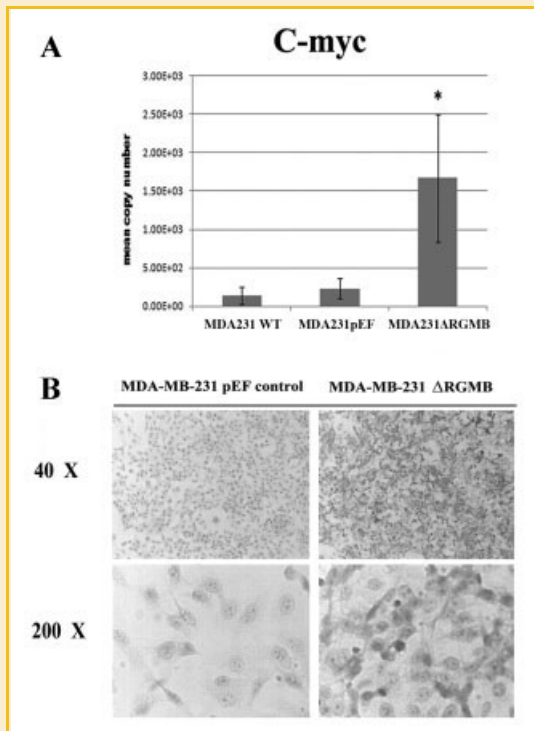 A
C-myc
mean copy number
3.00E+03
2.50E+03
2.00E+03
1.50E+03
1.00E+03
5.00E+02
0.00E+00
*
MDA231 WT MDA231pEF MDA231ΔRGMB
B
MDA-MB-231 pEF control MDA-MB-231 ΔRGMB
40 X
200 X